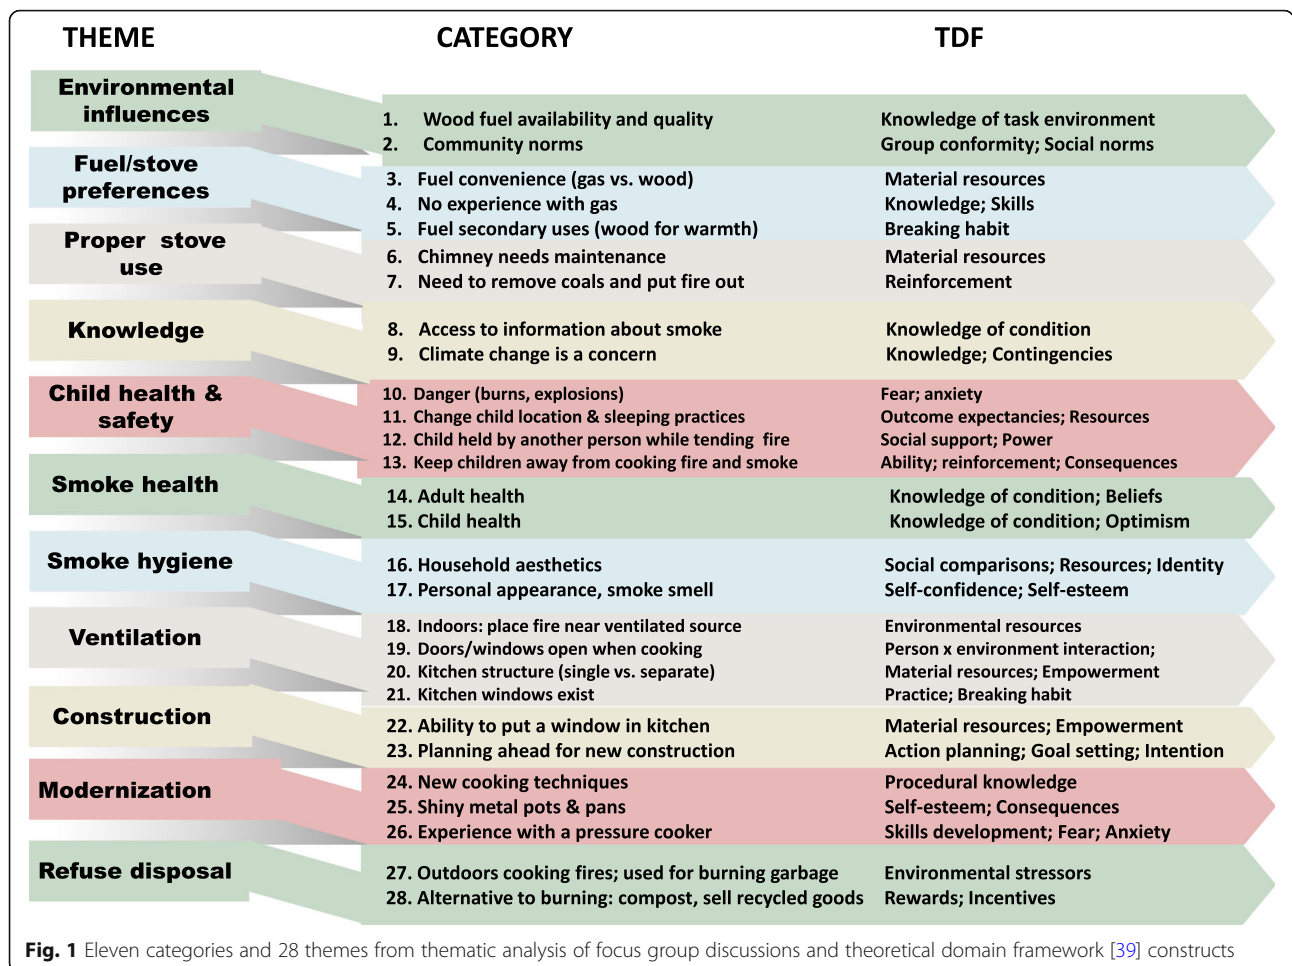 THEME CATEGORY TDF
Environmental
influences
1. Wood fuel availability and quality Knowledge of task environment
2. Community norms Group conformity; Social norms
Fuel/stove
preferences
3. Fuel convenience (gas vs. wood) Material resources
4. No experience with gas Knowledge; Skills
5. Fuel secondary uses (wood for warmth) Breaking habit
Proper stove
use
6. Chimney needs maintenance Material resources
7. Need to remove coals and put fire out Reinforcement
Knowledge
8. Access to information about smoke Knowledge of condition
9. Climate change is a concern Knowledge; Contingencies
Child health &
safety
10. Danger (burns, explosions) Fear; anxiety
11. Change child location & sleeping practices Outcome expectancies; Resources
12. Child held by another person while tending fire Social support; Power
13. Keep children away from cooking fire and smoke Ability; reinforcement; Consequences
Smoke health
14. Adult health Knowledge of condition; Beliefs
15. Child health Knowledge of condition; Optimism
Smoke hygiene
16. Household aesthetics Social comparisons; Resources; Identity
17. Personal appearance, smoke smell Self-confidence; Self-esteem
Ventilation
18. Indoors: place fire near ventilated source Environmental resources
19. Doors/windows open when cooking Person x environment interaction;
20. Kitchen structure (single vs. separate) Material resources; Empowerment
21. Kitchen windows exist Practice; Breaking habit
Construction
22. Ability to put a window in kitchen Material resources; Empowerment
23. Planning ahead for new construction Action planning; Goal setting; Intention
Modernization
24. New cooking techniques Procedural knowledge
25. Shiny metal pots & pans Self-esteem; Consequences
26. Experience with a pressure cooker Skills development; Fear; Anxiety
Refuse disposal
27. Outdoors cooking fires; used for burning garbage Environmental stressors
28. Alternative to burning: compost, sell recycled goods Rewards; Incentives
Fig. 1 Eleven categories and 28 themes from thematic analysis of focus group discussions and theoretical domain framework [39] constructs